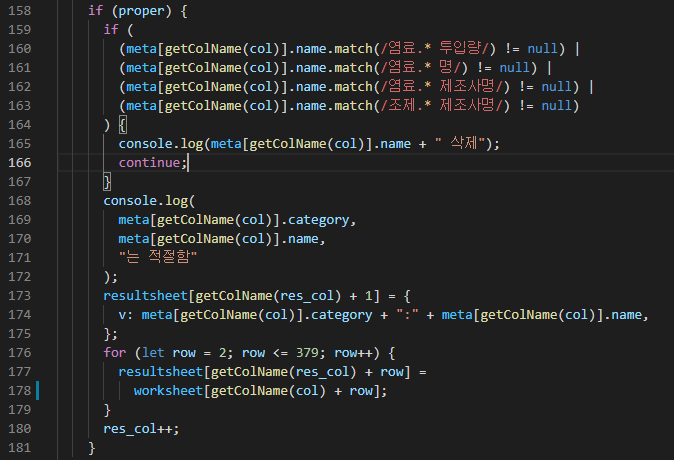 158 if (proper) {
159 if (
160 (meta[getColName(col)].name.match(/염료.* 투입량/) != null) |
161 (meta[getColName(col)].name.match(/염료.* 명/) != null) |
162 (meta[getColName(col)].name.match(/염료.* 제조사명/) != null) |
163 (meta[getColName(col)].name.match(/조제.* 제조사명/) != null)
164 ) {
165 console.log(meta[getColName(col)].name + " 삭제");
166 continue;
167 }
168 console.log(
169 meta[getColName(col)].category,
170 meta[getColName(col)].name,
171 "는 적절함"
172 );
173 resultsheet[getColName(res_col) + 1] = {
174 v: meta[getColName(col)].category + ":" + meta[getColName(col)].name,
175 };
176 for (let row = 2; row <= 379; row++) {
177 resultsheet[getColName(res_col) + row] =
178 worksheet[getColName(col) + row];
179 }
180 res_col++;
181 }